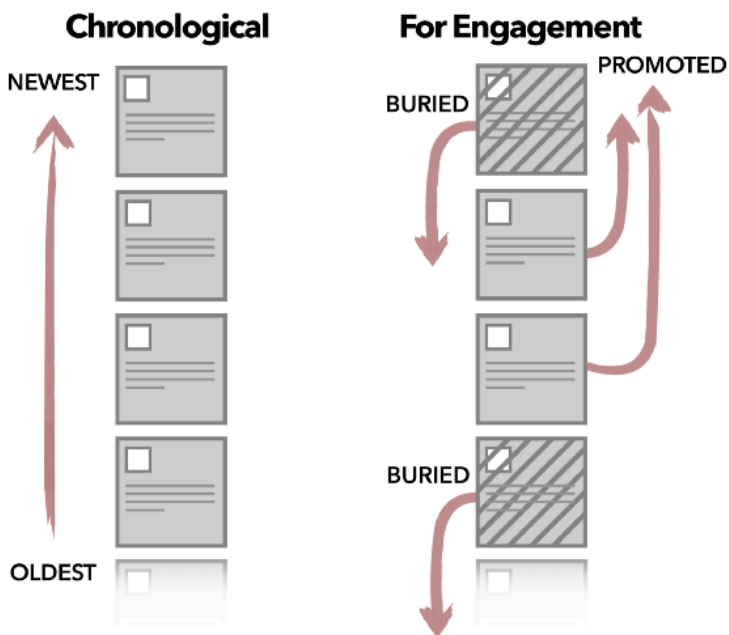 Chronological
For Engagement
NEWEST
PROMOTED
BURIED
BURIED
OLDEST